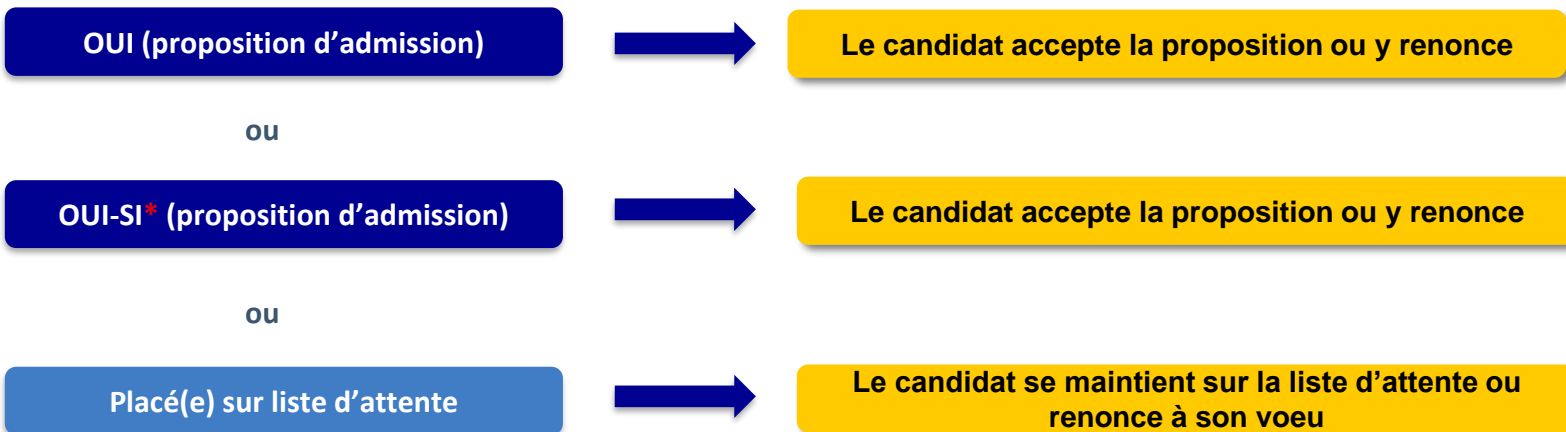 OUI (proposition d’admission)
Le candidat accepte la proposition ou y renonce
ou
OUI-SI* (proposition d’admission)
Le candidat accepte la proposition ou y renonce
ou
Placé(e) sur liste d’attente
Le candidat se maintient sur la liste d’attente ou
renonce à son voeu